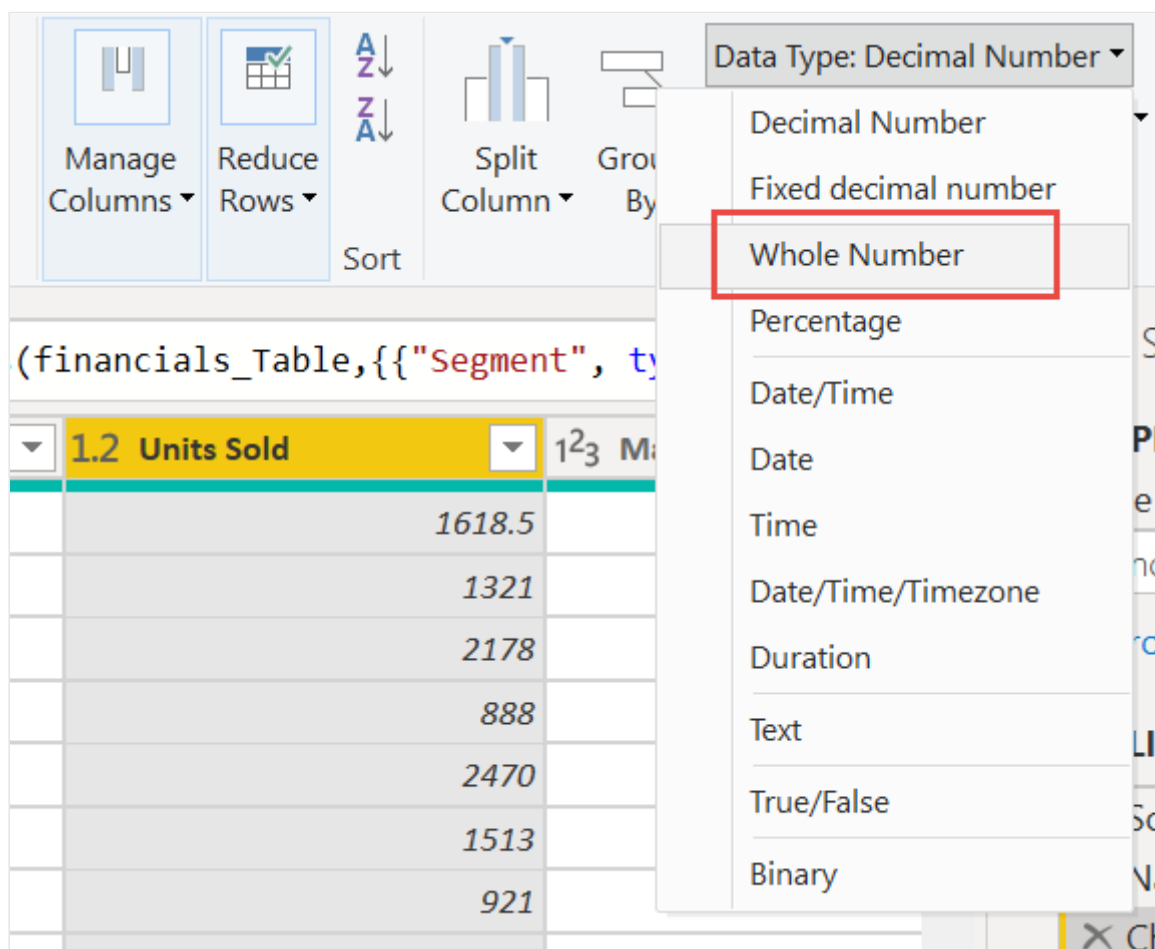 Data Type: Decimal Number
Manage
Columns
Reduce
Rows
A
Z
Z
A
Sort
Split
Column
By
Decimal Number
Fixed decimal number
Whole Number
Percentage
Date/Time
Date
Time
Date/Time/Timezone
Duration
Text
True/False
Binary
(financials_Table,{{"Segment",
1.2 Units Sold
123
1618.5
1321
2178
888
2470
1513
921